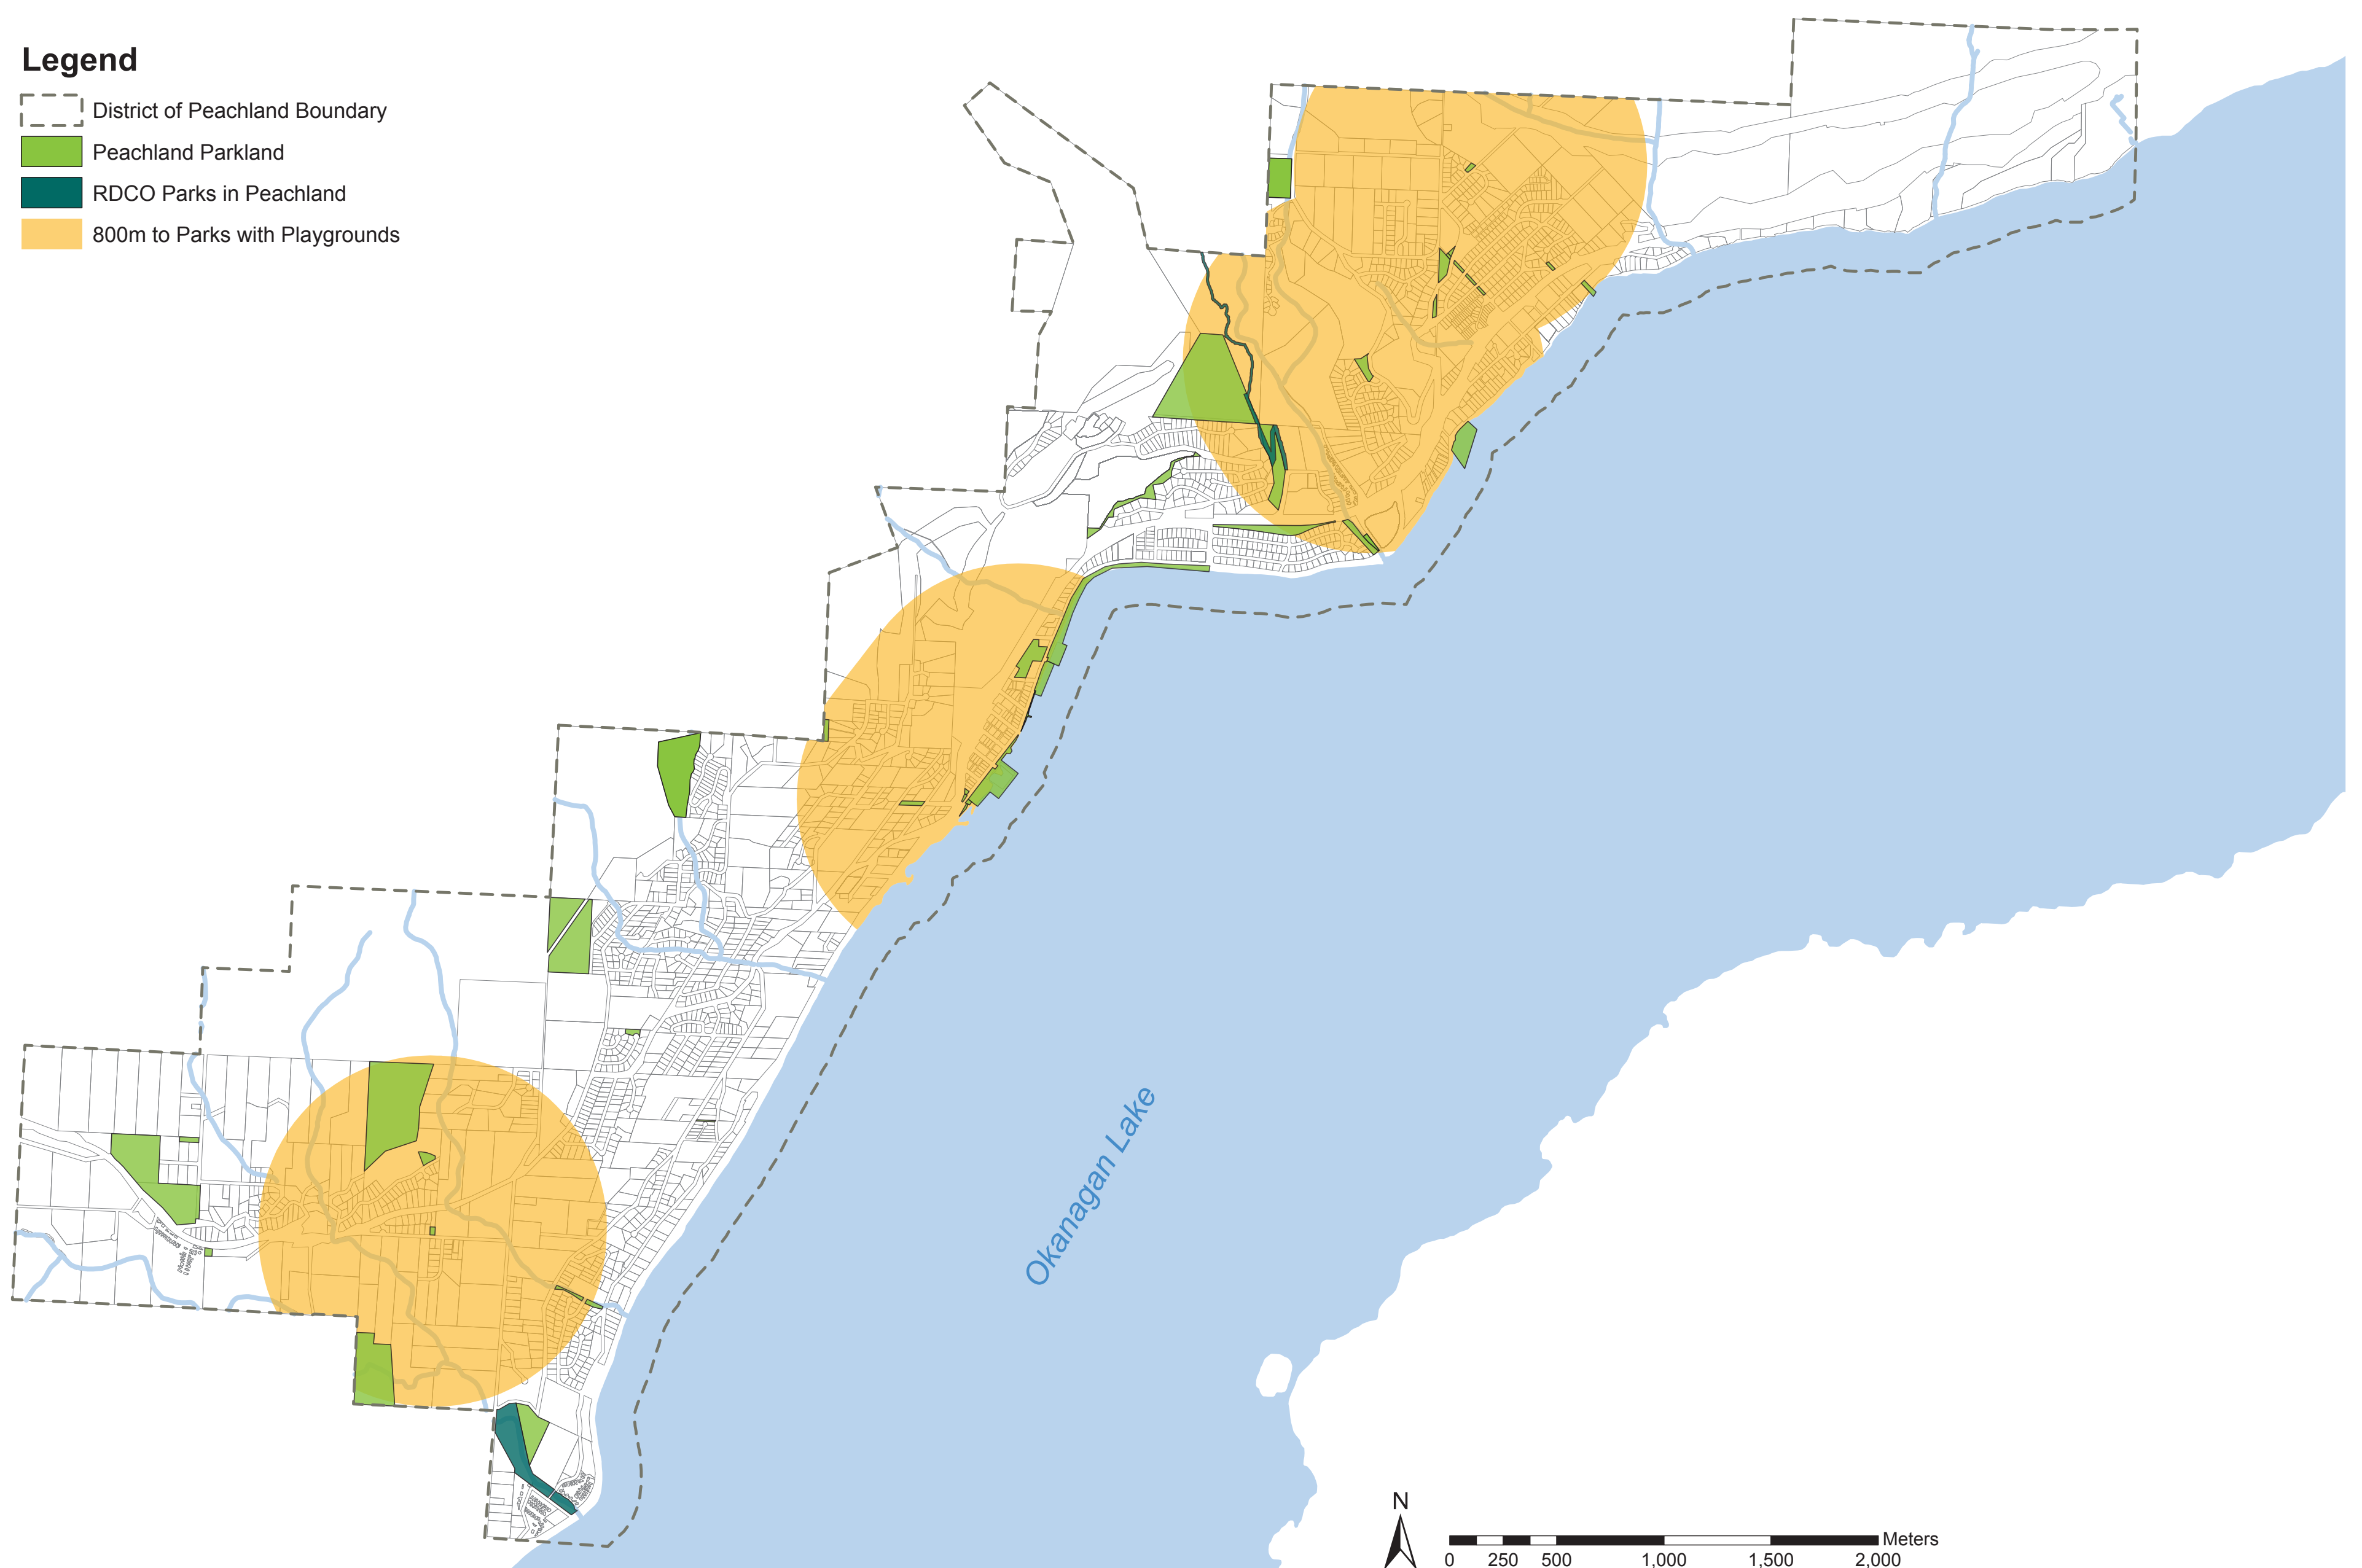 Legend
District of Peachland Boundary
Peachland Parkland
RDCO Parks in Peachland
800m to Parks with Playgrounds
Okanagan Lake
N
Meters
0 250 500 1,000 1,500 2,000